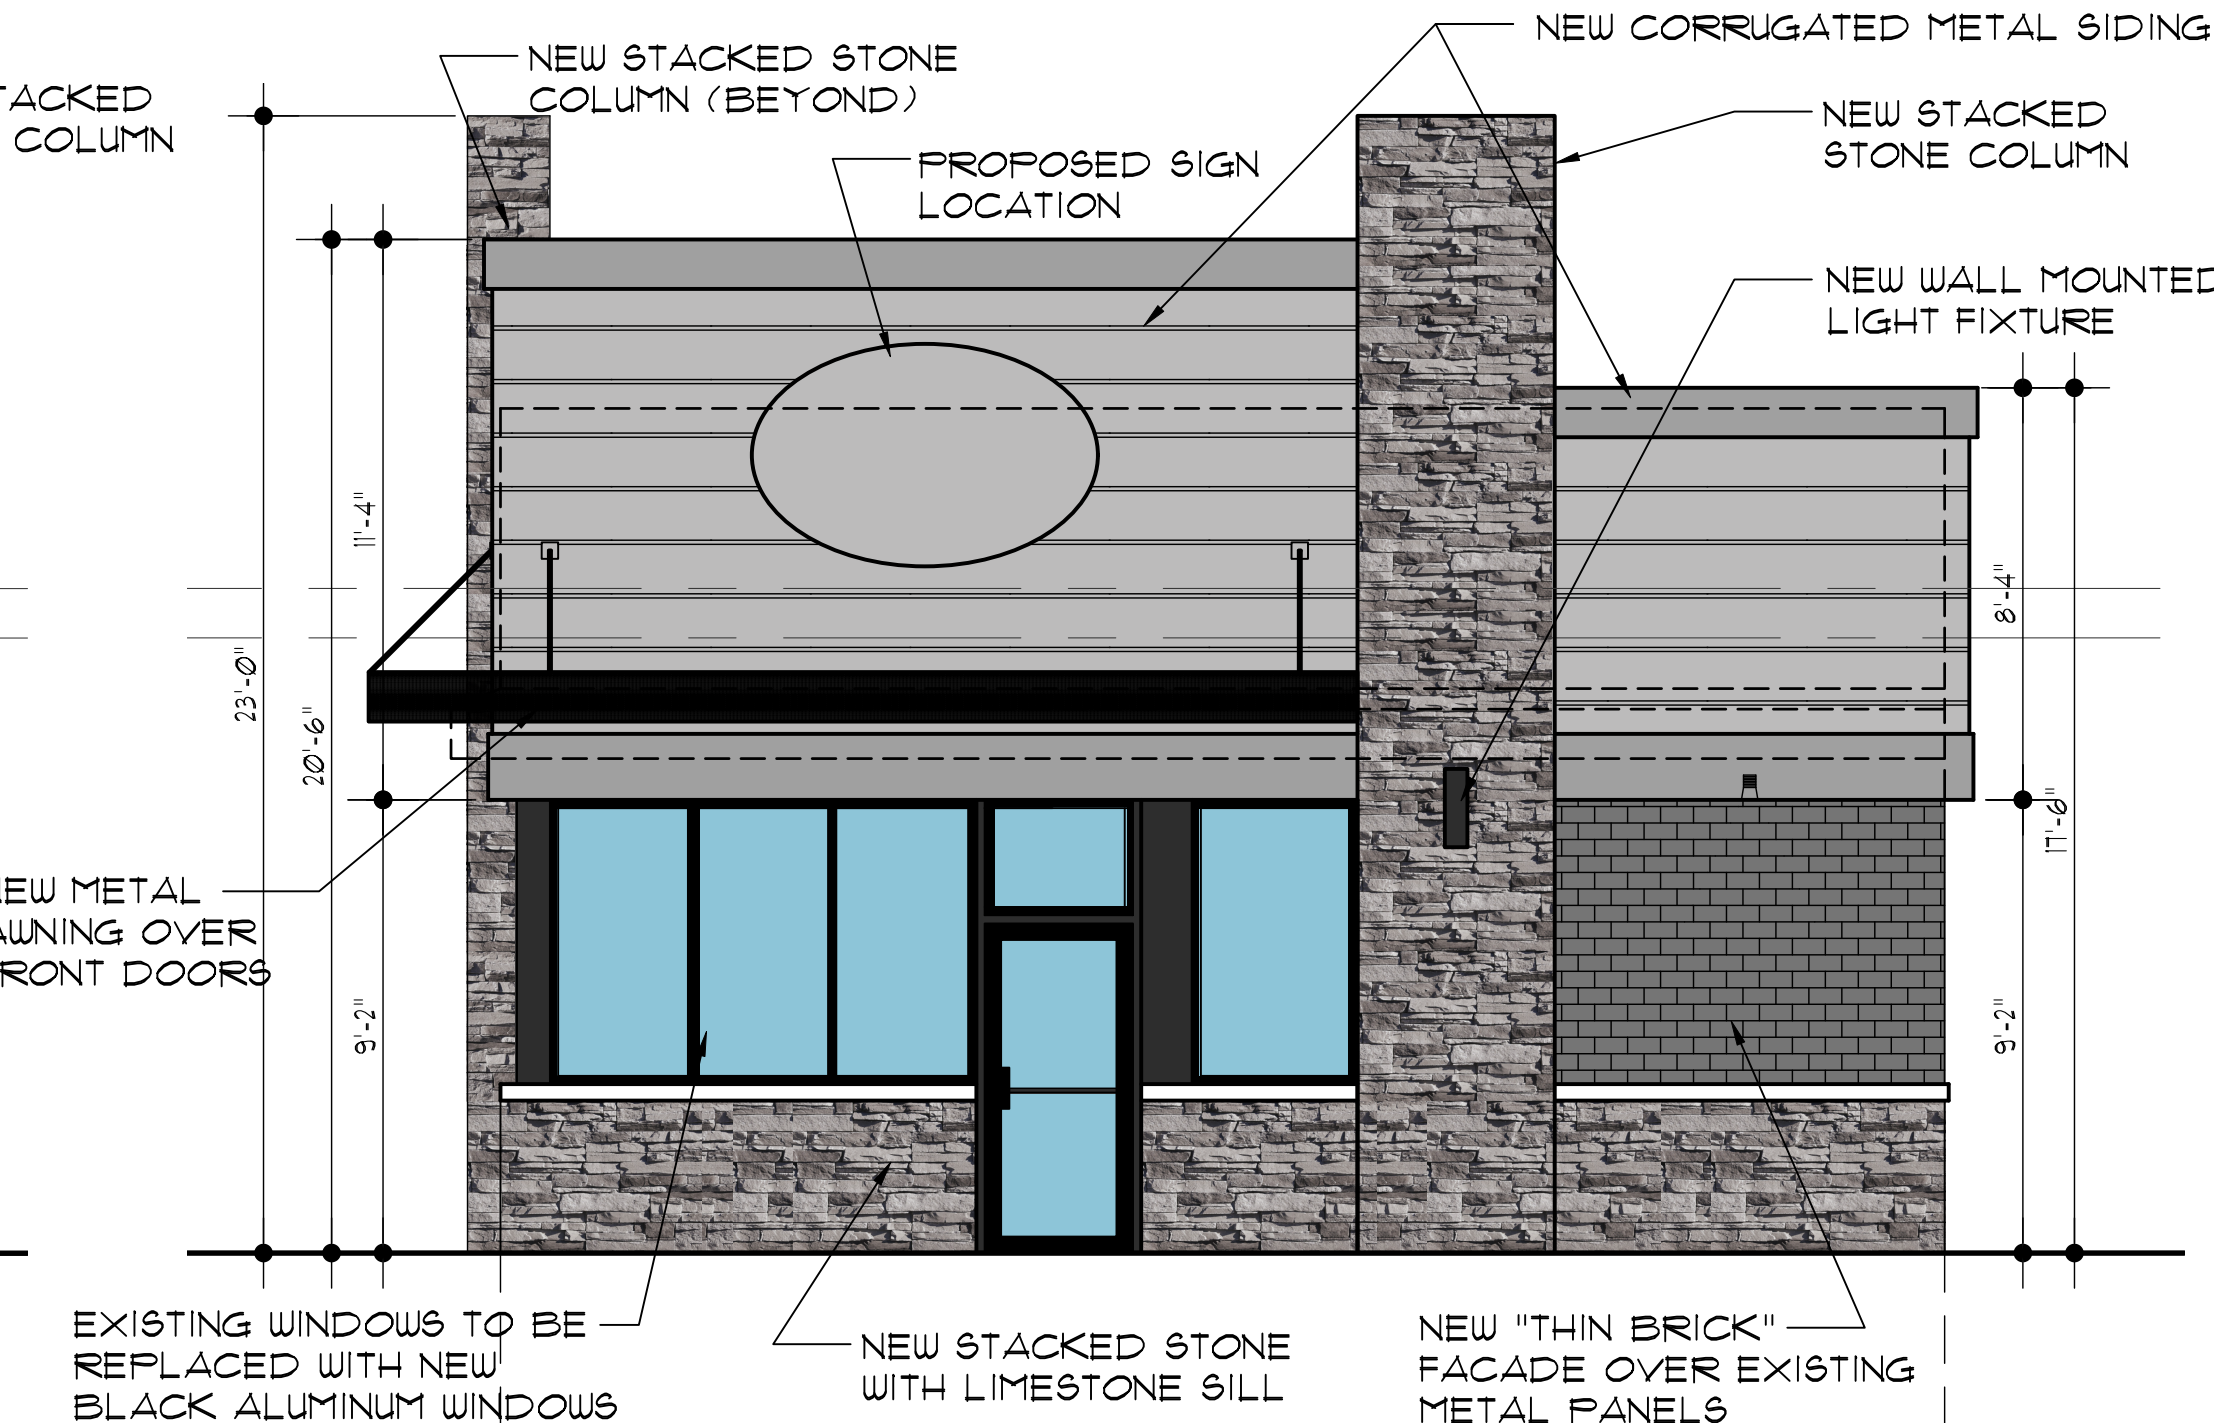 NEW CORRUGATED METAL SIDING
NEW STACKED STONE
COLUMN (BEYOND)
TACKED
COLUMN
NEW STACKED
STONE COLUMN
PROPOSED SIGN
LOCATION
NEW WALL MOUNTED
LIGHT FIXTURE
11'-4"
8'-4"
23'-0"
20'-6"
17'-6"
NEW METAL
AWNING OVER
FRONT DOORS
9'-2"
9'-2"
EXISTING WINDOWS TO BE
REPLACED WITH NEW
BLACK ALUMINUM WINDOWS
NEW STACKED STONE
WITH LIMESTONE SILL
NEW "THIN BRICK"
FACADE OVER EXISTING
METAL PANELS